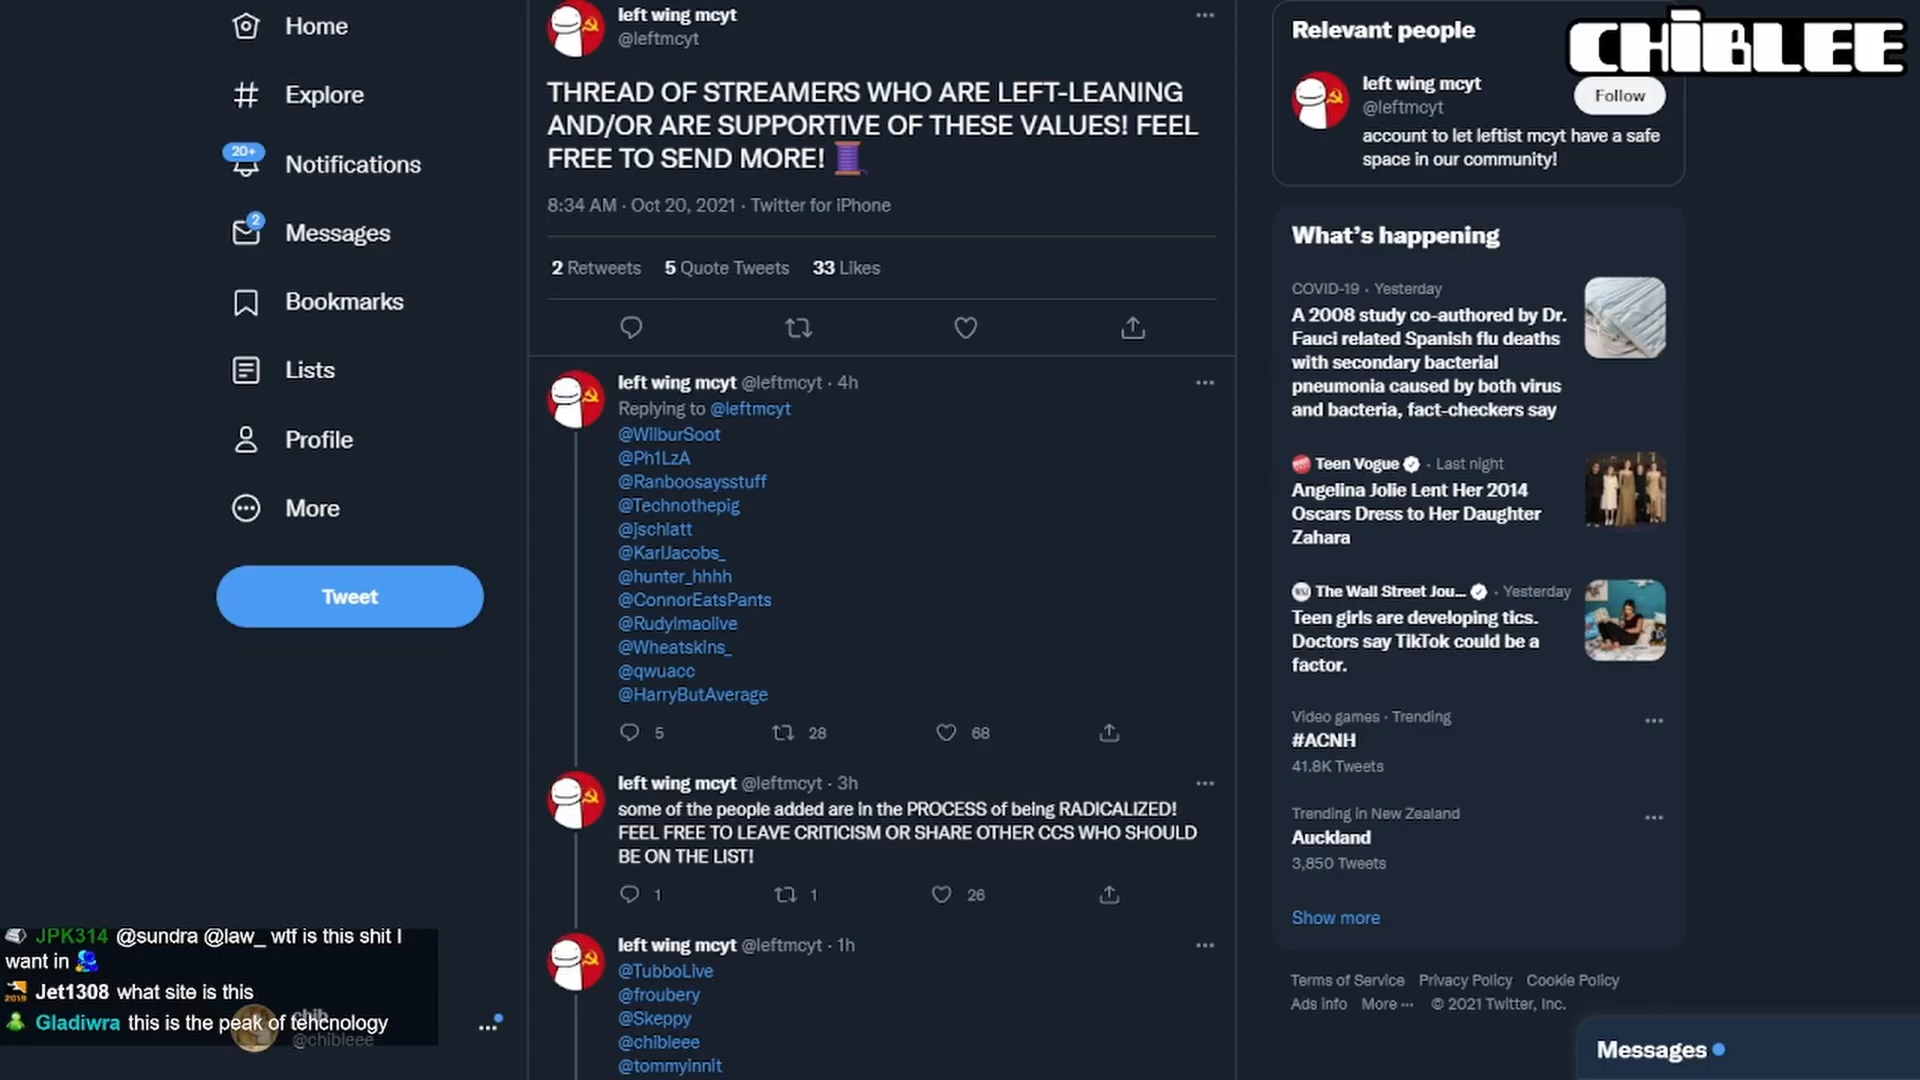 Home
Explore
20+
Notifications
2
Messages
Bookmarks
Lists
Profile
More
Tweet
left wing mcyt
@leftmcyt
THREAD OF STREAMERS WHO ARE LEFT-LEANING
AND/OR ARE SUPPORTIVE OF THESE VALUES! FEEL
FREE TO SEND MORE! 🧵
8:34 AM · Oct 20, 2021 · Twitter for iPhone
2 Retweets 5 Quote Tweets 33 Likes
left wing mcyt @leftmcyt · 4h
Replying to @leftmcyt
@WilburSoot
@Ph1LzA
@Ranboosaysstuff
@Technothepig
@jschlatt
@KarlJacobs_
@hunter_hhhh
@ConnorEatsPants
@Rudylmaolive
@Wheatskins_
@qwuacc
@HarryButAverage
5 28 68
left wing mcyt @leftmcyt · 3h
some of the people added are in the PROCESS of being RADICALIZED!
FEEL FREE TO LEAVE CRITICISM OR SHARE OTHER CCS WHO SHOULD
BE ON THE LIST!
1 1 26
left wing mcyt @leftmcyt · 1h
@TubboLive
@froubery
@Skeppy
@chibleee
@tommyinnit
CHIBLEE
Relevant people
left wing mcyt
@leftmcyt
Follow
account to let leftist mcyt have a safe
space in our community!
What's happening
COVID-19 · Yesterday
A 2008 study co-authored by Dr.
Fauci related Spanish flu deaths
with secondary bacterial
pneumonia caused by both virus
and bacteria, fact-checkers say
Teen Vogue · Last night
Angelina Jolie Lent Her 2014
Oscars Dress to Her Daughter
Zahara
WSJ The Wall Street Jou... · Yesterday
Teen girls are developing tics.
Doctors say TikTok could be a
factor.
Video games · Trending
#ACNH
41.8K Tweets
Trending in New Zealand
Auckland
3,850 Tweets
Show more
Terms of Service Privacy Policy Cookie Policy
Ads info More ··· © 2021 Twitter, Inc.
Messages
JPK314 @sundra @law_ wtf is this shit I
want in
2019 Jet1308 what site is this
Gladiwra this is the peak of tehcnology
chib
@chibleee